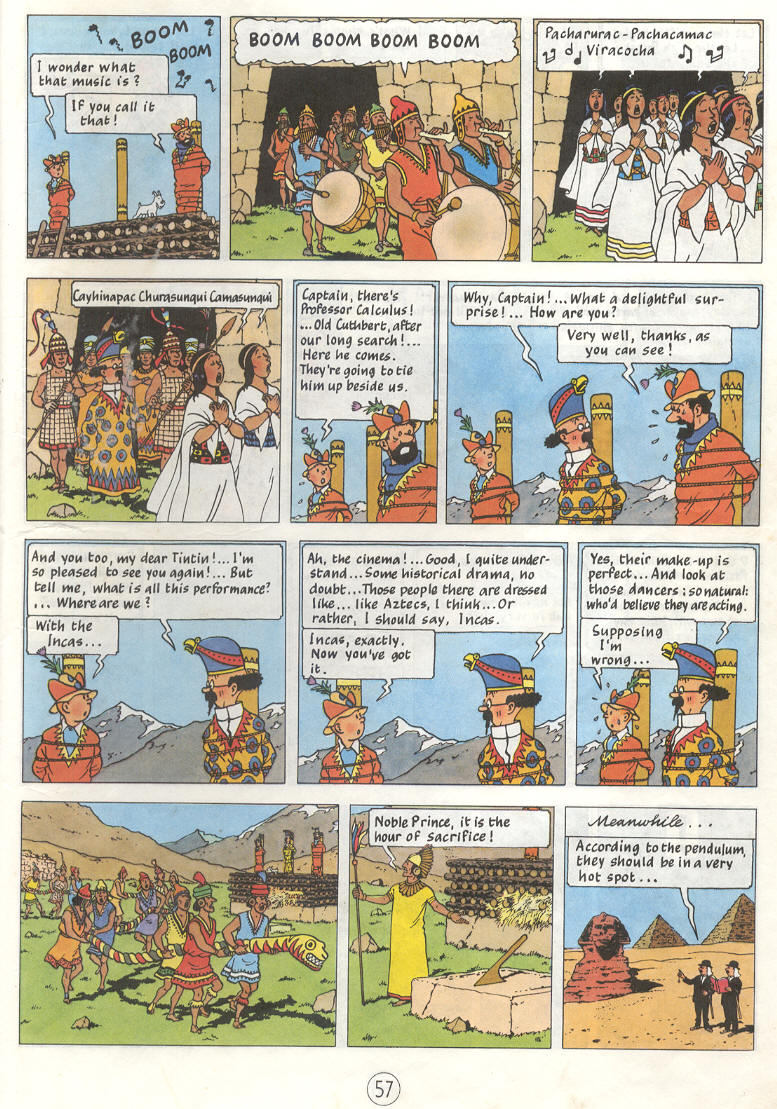 BOOM
BOOM
I wonder what
that music is?
If you call it
that!
BOOM BOOM BOOM BOOM
Pacharurac-Pachacamac
Viracocha
Cayhinapac Churasunqui Camasunqui
Captain, there's
Professor Calculus!
...Old Cuthbert, after
our long search!...
Here he comes.
They're going to tie
him up beside us.
Why, Captain!...What a delightful sur-
prise!... How are you?
Very well, thanks, as
you can see!
And you too, my dear Tintin!... I'm
so pleased to see you again!... But
tell me, what is all this performance?
... Where are we?
With the
Incas...
Ah, the cinema!...Good, I quite under-
stand...Some historical drama, no
doubt...Those people there are dressed
like... like Aztecs, I think...Or
rather, I should say, Incas.
Incas, exactly.
Now you've got
it.
Yes, their make-up is
perfect...And look at
those dancers; so natural:
who'd believe they are acting.
Supposing
I'm
wrong...
Noble Prince, it is the
hour of sacrifice!
Meanwhile...
According to the pendulum,
they should be in a very
hot spot...
57